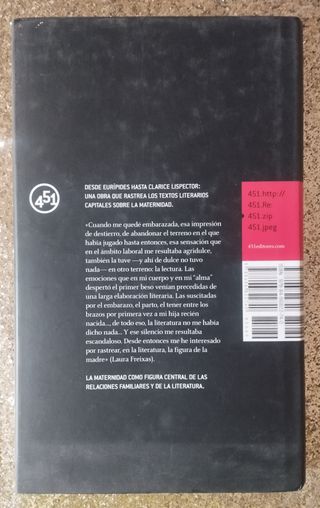 451
DESDE EURÍPIDES HASTA CLARICE LISPECTOR:
UNA OBRA QUE RASTREA LOS TEXTOS LITERARIOS
CAPITALES SOBRE LA MATERNIDAD.
«Cuando me quedé embarazada, esa impresión
de destierro, de abandonar el terreno en el que
había jugado hasta entonces, esa sensación que
en el ámbito laboral me resultaba agridulce,
también la tuve —y ahí de dulce no tuvo
nada— en otro terreno: la lectura. Las
emociones que en mi cuerpo y en mi "alma"
despertó el primer beso venían precedidas de
una larga elaboración literaria. Las suscitadas
por el embarazo, el parto, el tener entre los
brazos por vez primera a mi hija recién
nacida..., de todo eso, la literatura no me había
dicho nada... Y ese silencio me resultaba
escandaloso. Desde entonces me he interesado
por rastrear, en la literatura, la figura de la
madre» (Laura Freixas).
LA MATERNIDAD COMO FIGURA CENTRAL DE LAS
RELACIONES FAMILIARES Y DE LA LITERATURA.
451.http://
451.Re:
451.zip
451.jpeg
451editores.com